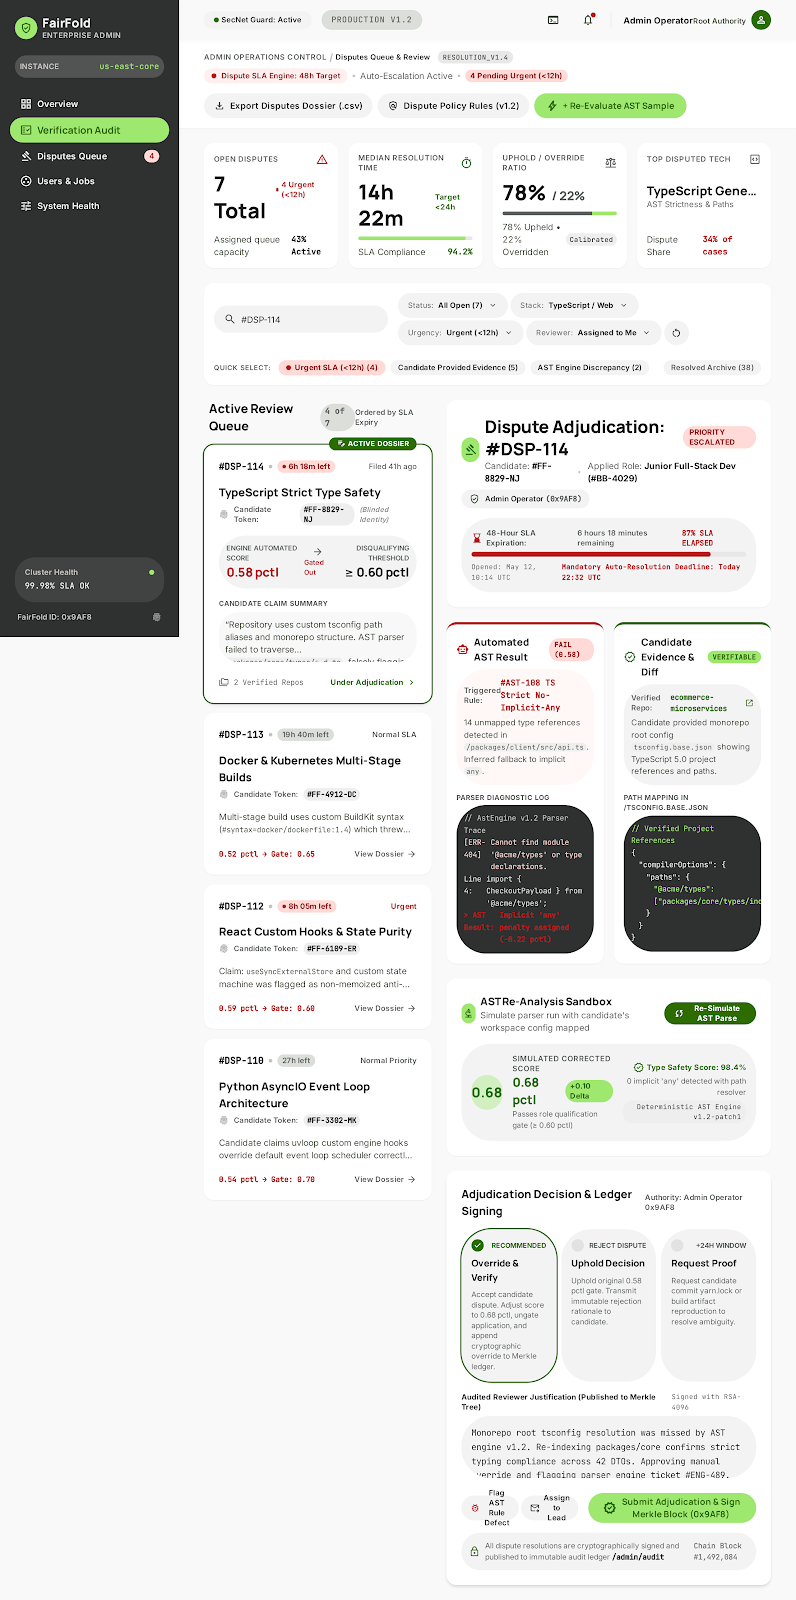 FairFold
ENTERPRISE ADMIN
INSTANCE us-east-core
Overview
Verification Audit
Disputes Queue 4
Users & Jobs
System Health
Cluster Health
99.98% SLA OK
FairFold ID: 0x9AF8
SecNet Guard: Active
PRODUCTION V1.2
Admin Operator Root Authority
ADMIN OPERATIONS CONTROL / Disputes Queue & Review RESOLUTION_V1.4
Dispute SLA Engine: 48h Target • Auto-Escalation Active • 4 Pending Urgent (<12h)
Export Disputes Dossier (.csv)
Dispute Policy Rules (v1.2)
+ Re-Evaluate AST Sample
OPEN DISPUTES
7 Total
• 4 Urgent (<12h)
Assigned queue capacity
43% Active
MEDIAN RESOLUTION TIME
14h 22m
Target <24h
SLA Compliance 94.2%
UPHOLD / OVERRIDE RATIO
78% / 22%
78% Upheld • 22% Overridden
Calibrated
TOP DISPUTED TECH
TypeScript Gene...
AST Strictness & Paths
Dispute Share
34% of cases
#DSP-114
Status: All Open (7)
Stack: TypeScript / Web
Urgency: Urgent (<12h)
Reviewer: Assigned to Me
QUICK SELECT:
Urgent SLA (<12h) (4)
Candidate Provided Evidence (5)
AST Engine Discrepancy (2)
Resolved Archive (38)
Active Review Queue
4 of 7
Ordered by SLA Expiry
ACTIVE DOSSIER
#DSP-114 • 6h 18m left Filed 41h ago
TypeScript Strict Type Safety
Candidate Token: #FF-8829-NJ (Blinded Identity)
ENGINE AUTOMATED SCORE
0.58 pctl
Gated Out
DISQUALIFYING THRESHOLD
≥ 0.60 pctl
CANDIDATE CLAIM SUMMARY
"Repository uses custom tsconfig path
aliases and monorepo structure. AST parser
failed to traverse...
2 Verified Repos
Under Adjudication
#DSP-113 • 19h 40m left Normal SLA
Docker & Kubernetes Multi-Stage Builds
Candidate Token: #FF-4912-DC
Multi-stage build uses custom BuildKit syntax
(#syntax=docker/dockerfile:1.4) which threw...
0.52 pctl → Gate: 0.65 View Dossier →
#DSP-112 • 8h 05m left Urgent
React Custom Hooks & State Purity
Candidate Token: #FF-6109-ER
Claim: useSyncExternalStore and custom state
machine was flagged as non-memoized anti-...
0.59 pctl → Gate: 0.60 View Dossier →
#DSP-110 • 27h left Normal Priority
Python AsyncIO Event Loop Architecture
Candidate Token: #FF-3302-MK
Candidate claims uvloop custom engine hooks
override default event loop scheduler correctl...
0.54 pctl → Gate: 0.70 View Dossier →
Dispute Adjudication: #DSP-114
PRIORITY ESCALATED
Candidate: #FF-8829-NJ • Applied Role: Junior Full-Stack Dev (#BB-4029)
Admin Operator (0x9AF8)
48-Hour SLA Expiration:
6 hours 18 minutes remaining
87% SLA ELAPSED
Opened: May 12, 10:14 UTC
Mandatory Auto-Resolution Deadline: Today 22:32 UTC
Automated AST Result
FAIL (0.58)
Triggered Rule:
#AST-108 TS Strict No-Implicit-Any
14 unmapped type references
detected in
/packages/client/src/api.ts.
Inferred fallback to implicit
any.
PARSER DIAGNOSTIC LOG
// AstEngine v1.2 Parser
Trace
[ERR-404] Cannot find module
'@acme/types' or type
declarations.
Line 4: import {
CheckoutPayload } from
'@acme/types';
> AST Result: Implicit 'any'
penalty assigned
(-0.22 pctl)
Candidate Evidence & Diff
VERIFIABLE
Verified Repo: ecommerce-microservices
Candidate provided monorepo
root config
tsconfig.base.json showing
TypeScript 5.0 project
references and paths.
PATH MAPPING IN /TSCONFIG.BASE.JSON
// Verified Project
References
{
"compilerOptions": {
"paths": {
"@acme/types":
["packages/core/types/ind
}
}
}
AST Re-Analysis Sandbox
Simulate parser run with candidate's
workspace config mapped
Re-Simulate AST Parse
0.68
SIMULATED CORRECTED SCORE
0.68 pctl
+0.10 Delta
Passes role qualification
gate (≥ 0.60 pctl)
Type Safety Score: 98.4%
0 implicit 'any' detected with path
resolver
Deterministic AST Engine
v1.2-patch1
Adjudication Decision & Ledger Signing
Authority: Admin Operator 0x9AF8
RECOMMENDED
Override & Verify
Accept candidate
dispute. Adjust score
to 0.68 pctl, ungate
application, and
append
cryptographic
override to Merkle
ledger.
REJECT DISPUTE
Uphold Decision
Uphold original 0.58
pctl gate. Transmit
immutable rejection
rationale to
candidate.
+24H WINDOW
Request Proof
Request candidate
commit yarn.lock or
build artifact
reproduction to
resolve ambiguity.
Audited Reviewer Justification (Published to Merkle Tree)
Signed with RSA-4096
Monorepo root tsconfig resolution was missed by AST
engine v1.2. Re-indexing packages/core confirms strict
typing compliance across 42 DTOs. Approving manual
override and flagging parser engine ticket #ENG-489.
Flag AST Rule Defect
Assign to Lead
Submit Adjudication & Sign Merkle Block (0x9AF8)
All dispute resolutions are cryptographically signed and
published to immutable audit ledger /admin/audit
Chain Block #1,492,084